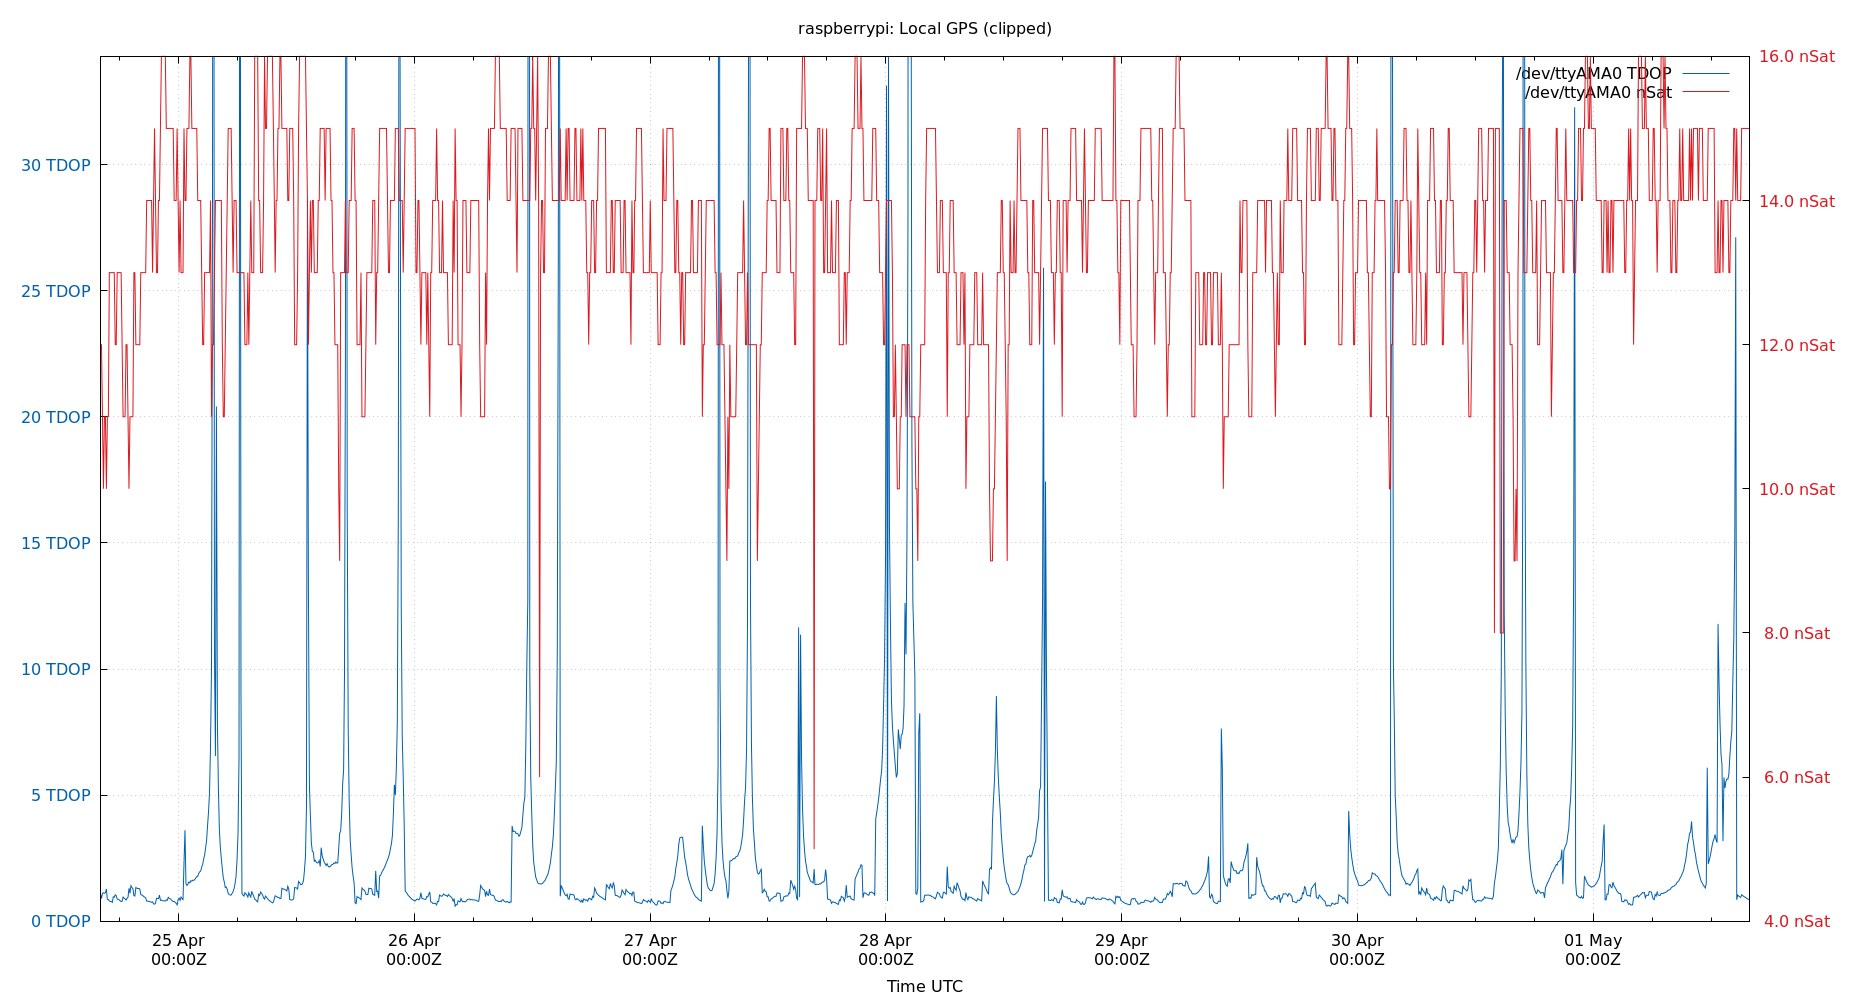 raspberrypi: Local GPS (clipped)
16.0 nSat
/dev/ttyAMA0 TDOP
/dev/ttyAMA0 nSat
30 TDOP
14.0 nSat
25 TDOP
12.0 nSat
20 TDOP
10.0 nSat
15 TDOP
8.0 nSat
10 TDOP
6.0 nSat
5 TDOP
0 TDOP
4.0 nSat
25 Apr 26 Apr 27 Apr 28 Apr 29 Apr 30 Apr 01 May
00:00Z 00:00Z 00:00Z 00:00Z 00:00Z 00:00Z 00:00Z
Time UTC